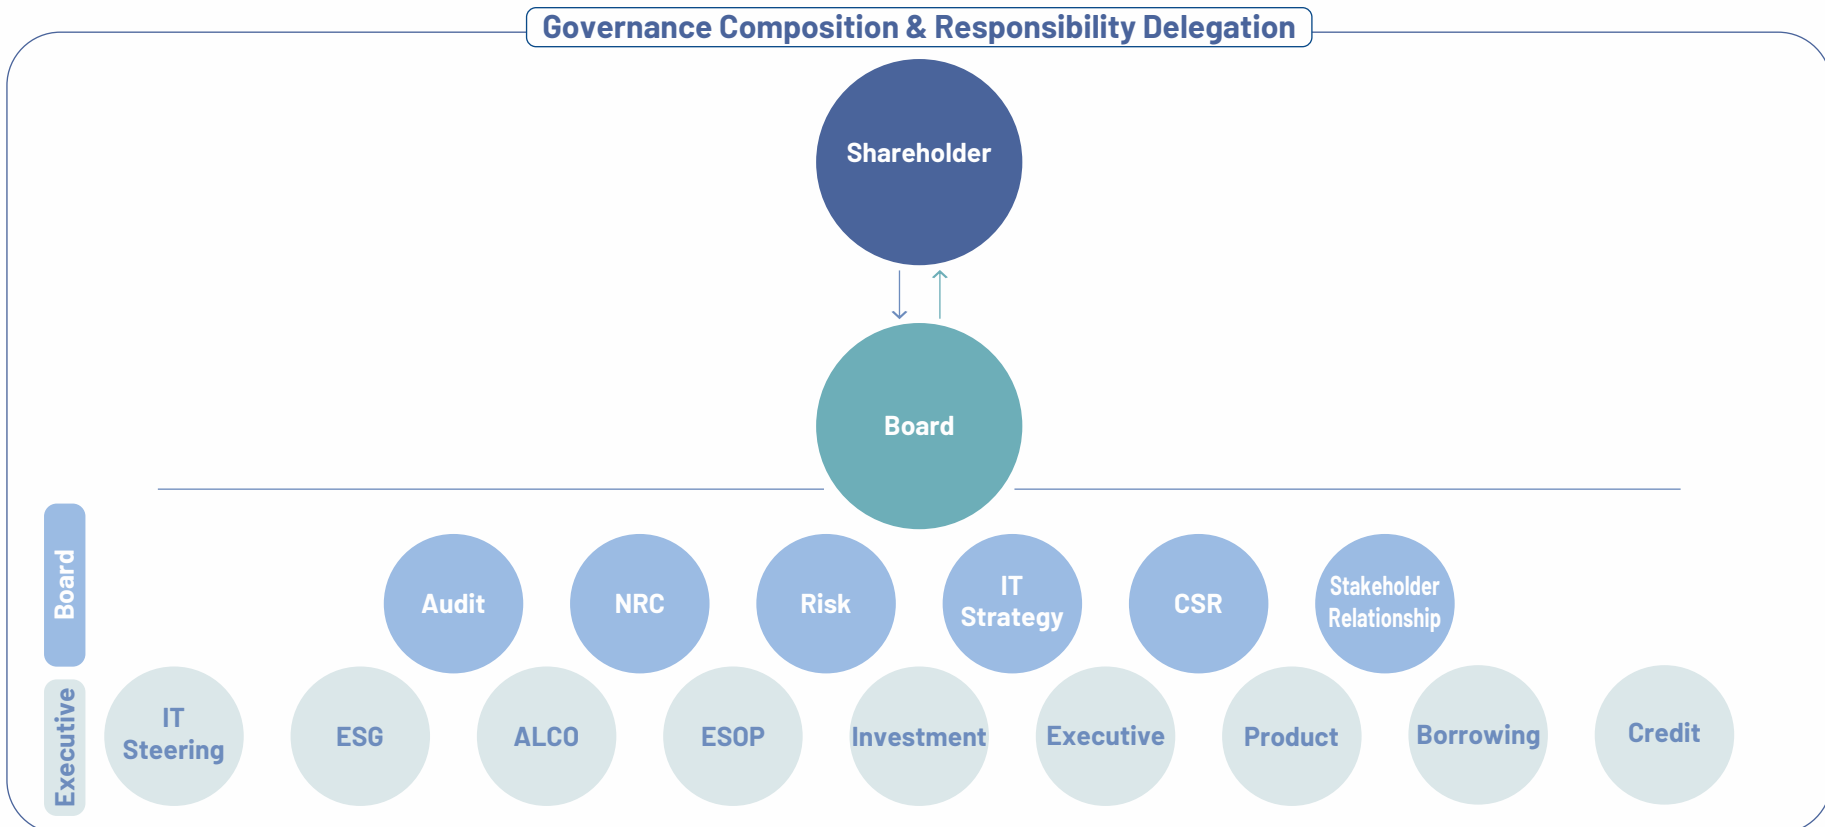 Governance Composition & Responsibility Delegation
Shareholder
Board
Board
Audit
NRC
Risk
IT
Strategy
CSR
Stakeholder
Relationship
Executive
IT
Steering
ESG
ALCO
ESOP
Investment
Executive
Product
Borrowing
Credit